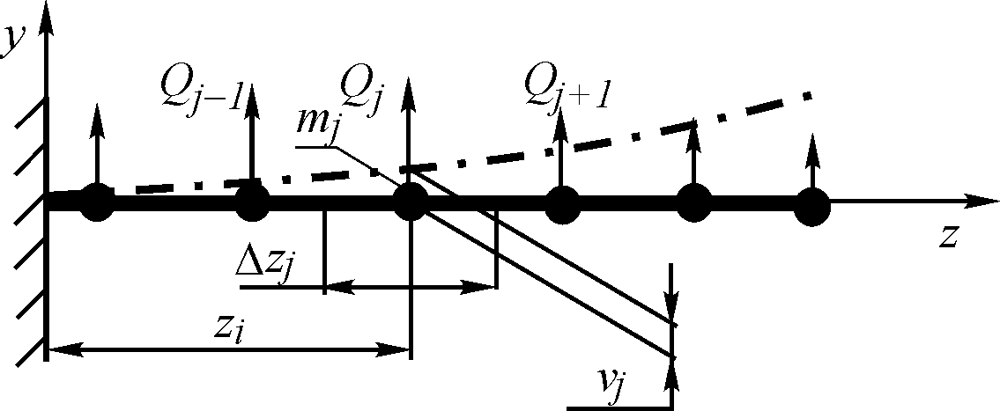 y
Q_{j-1} Q_j Q_{j+1}
m_j
z
Δz_j
z_i
v_j